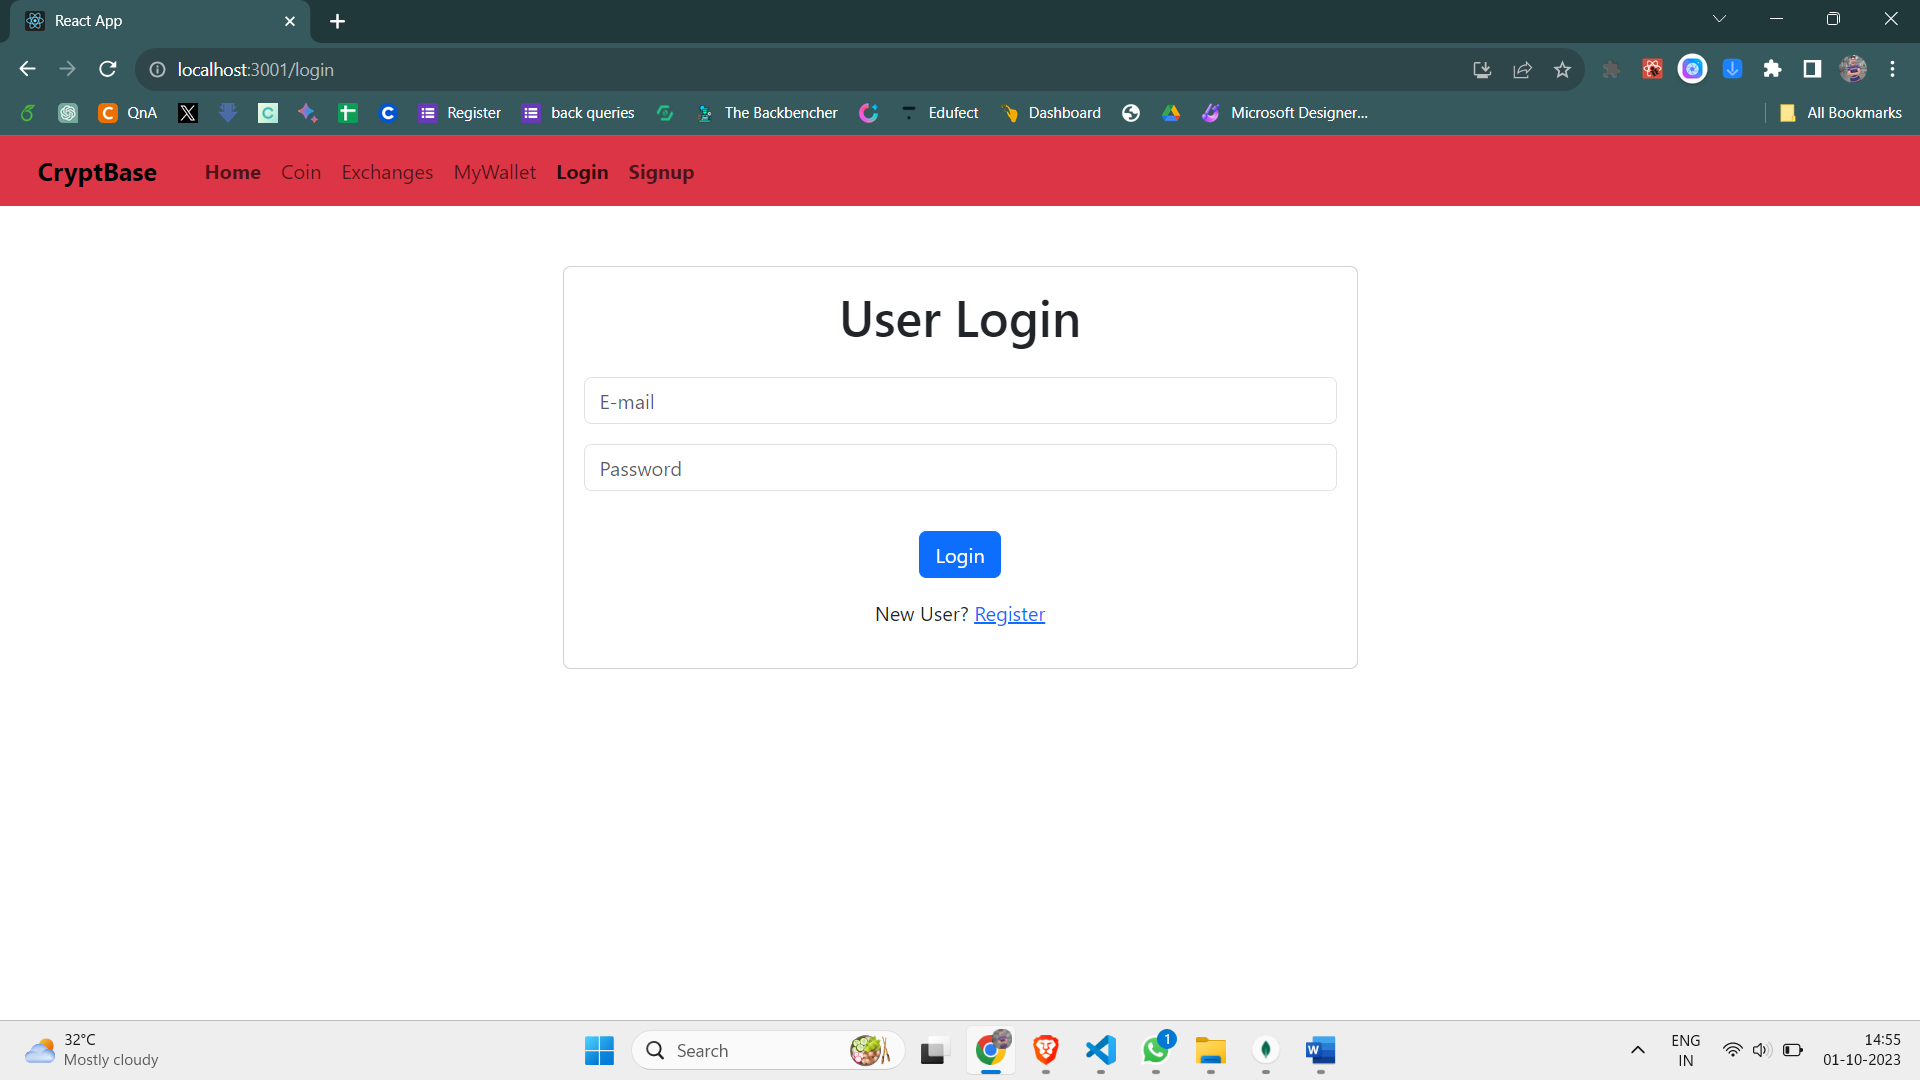 React App
localhost:3001/login
QnA
Register
back queries
The Backbencher
Edufect
Dashboard
Microsoft Designer...
All Bookmarks
CryptBase
Home
Coin
Exchanges
MyWallet
Login
Signup
User Login
E-mail
Password
Login
New User? Register
32°C
Mostly cloudy
Search
1
ENG
IN
14:55
01-10-2023